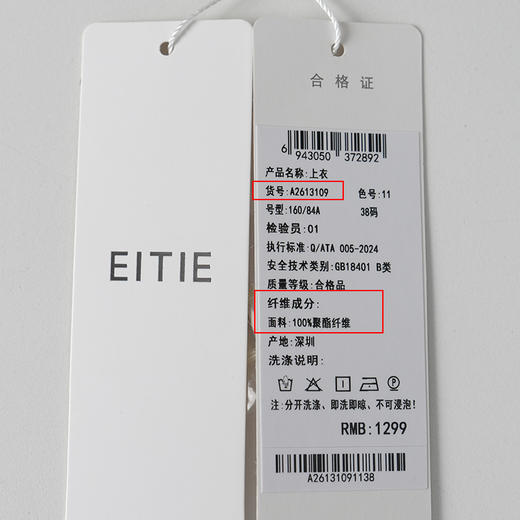 EITIE
合格证
6 943050 372892
产品名称:上衣
货号:A2613109 色号:11
号型:160/84A 38码
检验员:01
执行标准:Q/ATA 005-2024
安全技术类别:GB18401 B类
质量等级:合格品
纤维成分:
面料:100%聚酯纤维
产地:深圳
洗涤说明:
注:分开洗涤、即洗即晾、不可浸泡!
RMB:1299
A26131091138